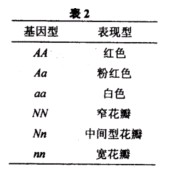 表2
基因型 表现型
AA 红色
Aa 粉红色
aa 白色
NN 窄花瓣
Nn 中间型花瓣
nn 宽花瓣